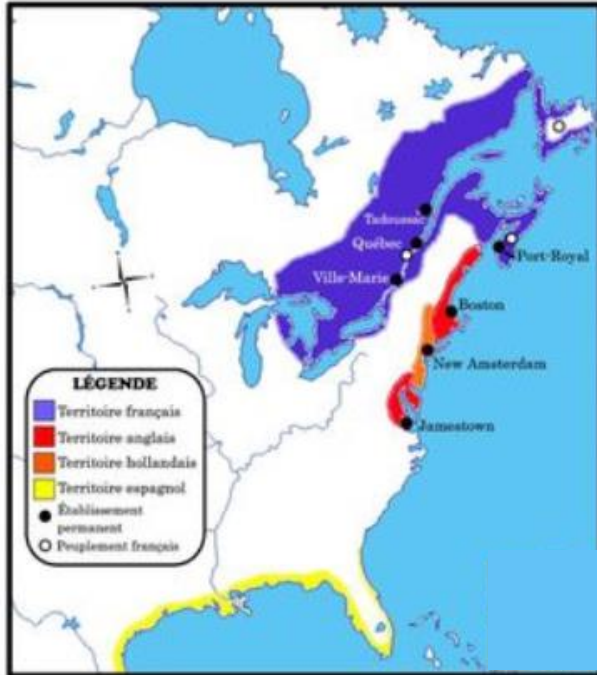 Tadoussac
Québec
Ville-Marie
Port-Royal
Boston
New Amsterdam
Jamestown
LÉGENDE
Territoire français
Territoire anglais
Territoire hollandais
Territoire espagnol
Établissement
permanent
Peuplement français